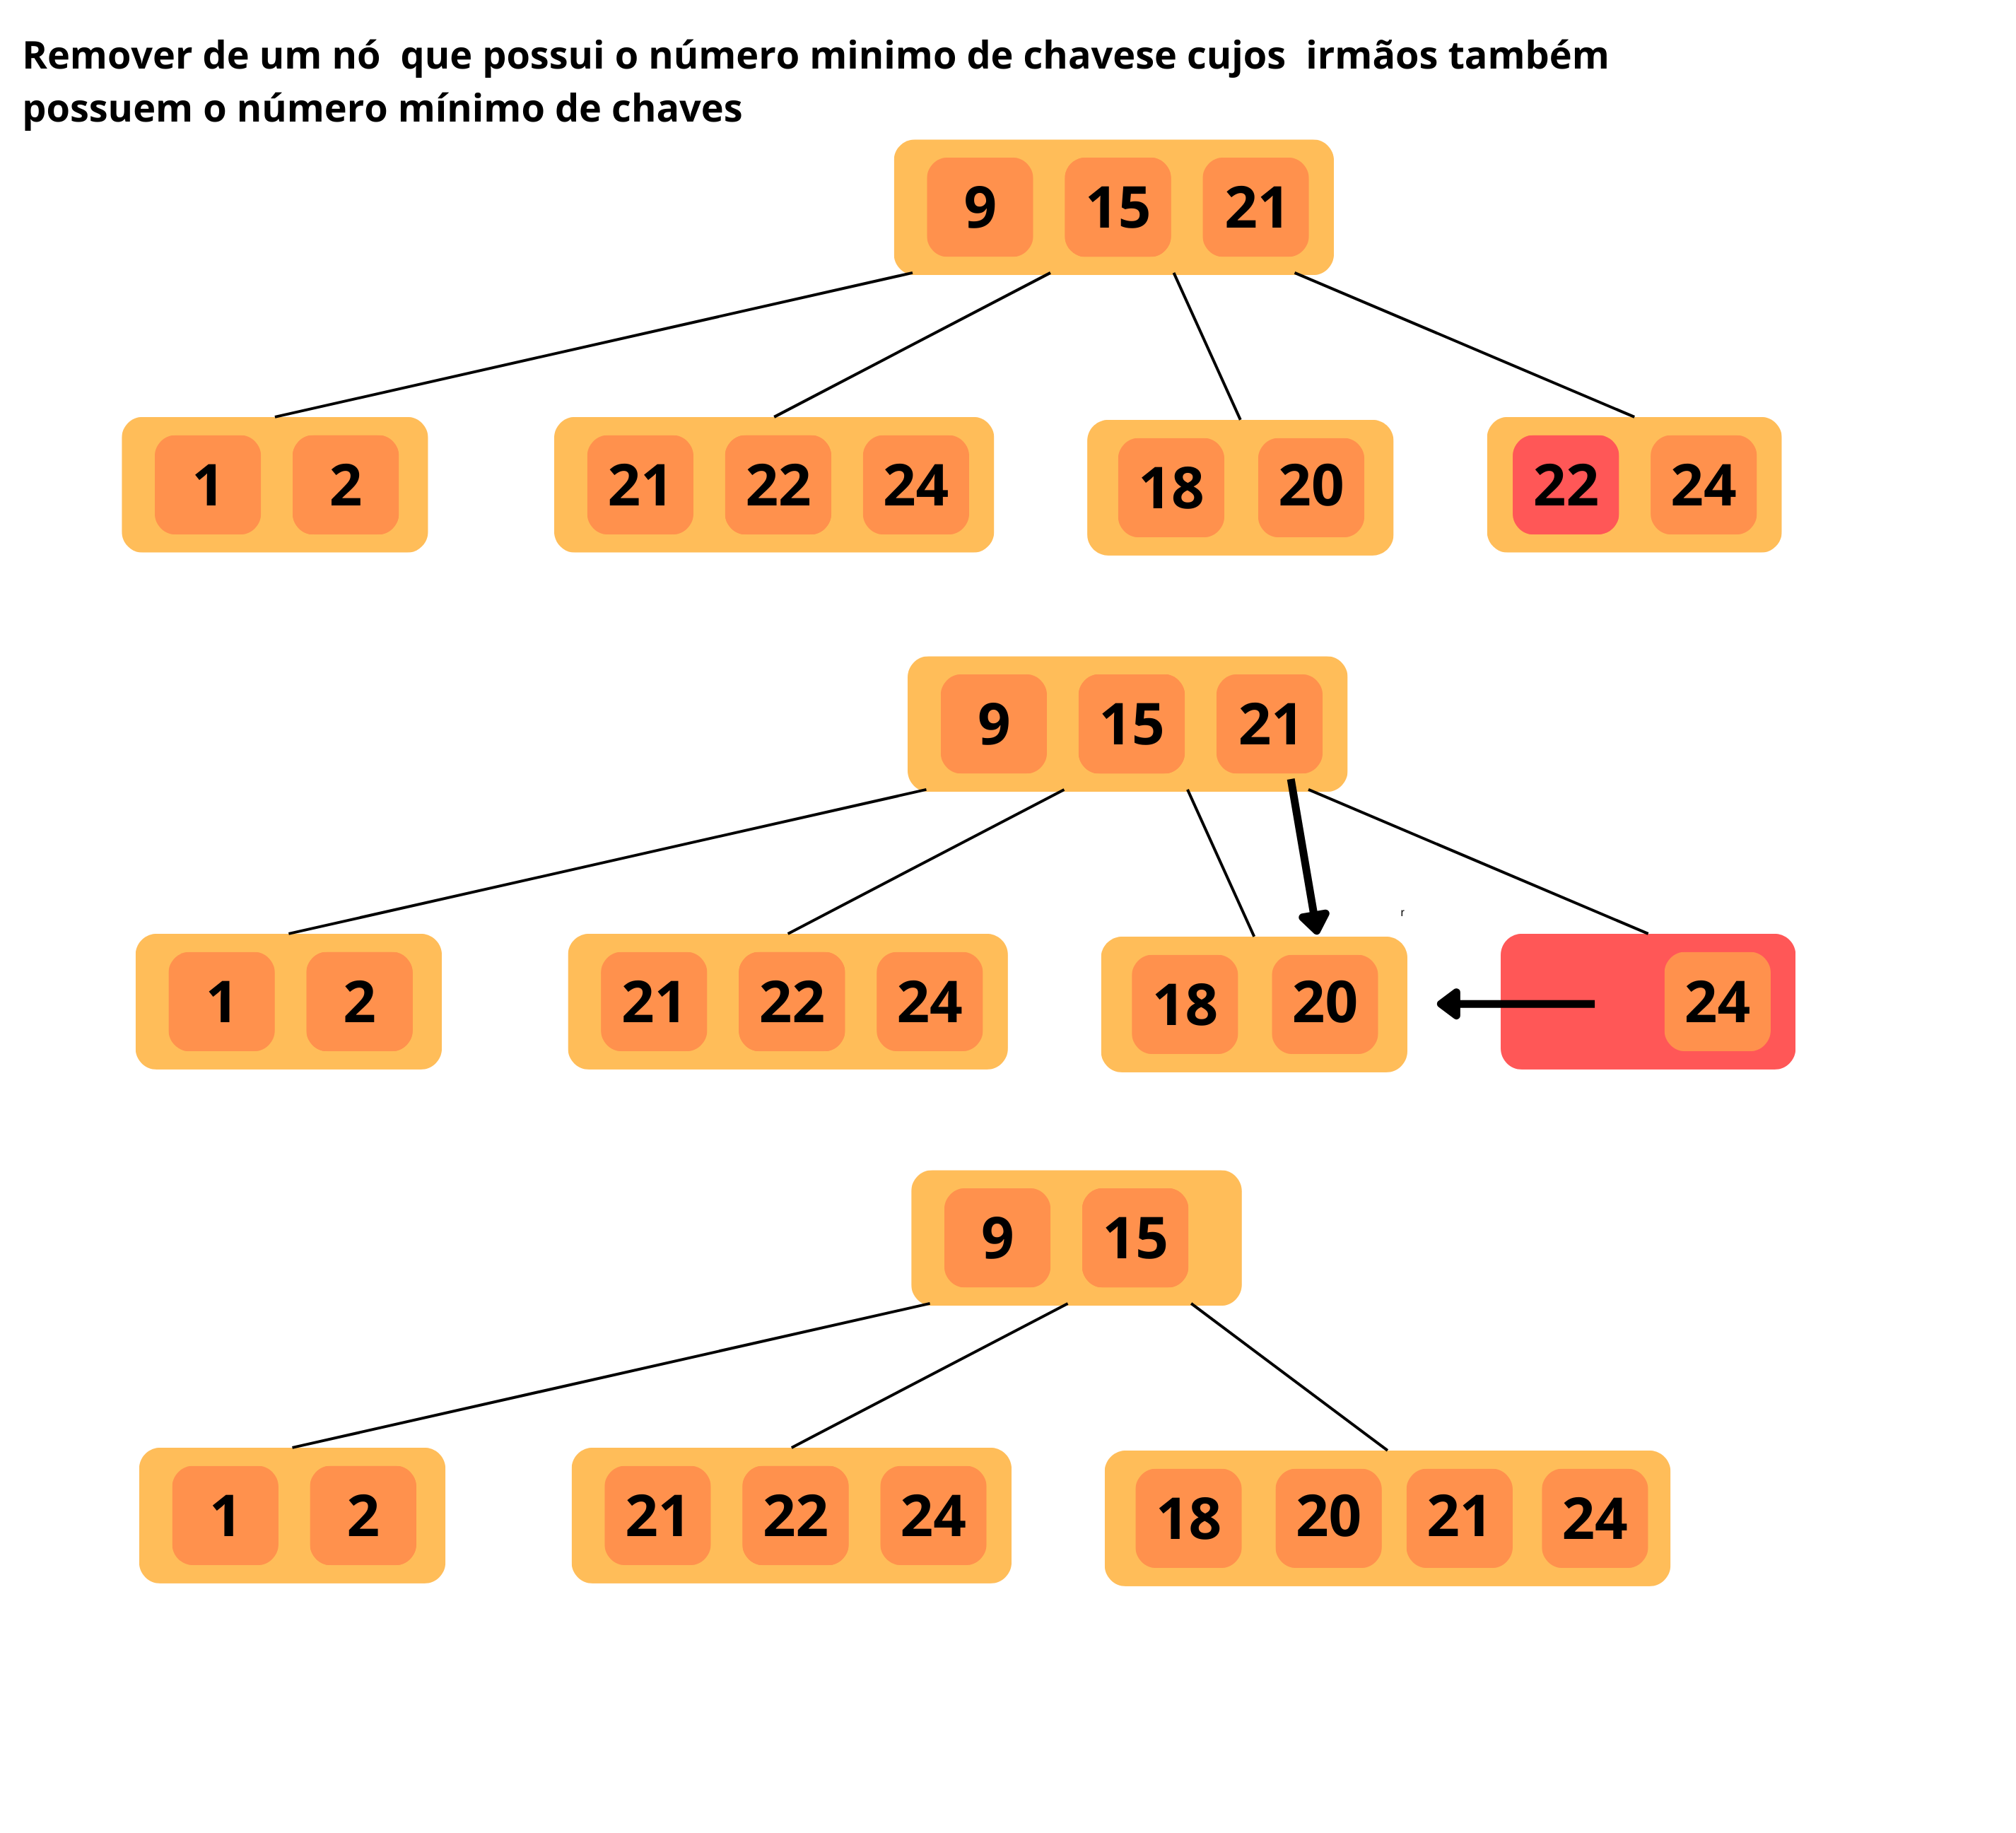 Remover de um nó que possui o número minimo de chavese cujos irmãos também
possuem o número mínimo de chaves
9 15 21
1 2 21 22 24 18 20 22 24
9 15 21
r
1 2 21 22 24 18 20 24
9 15
1 2 21 22 24 18 20 21 24